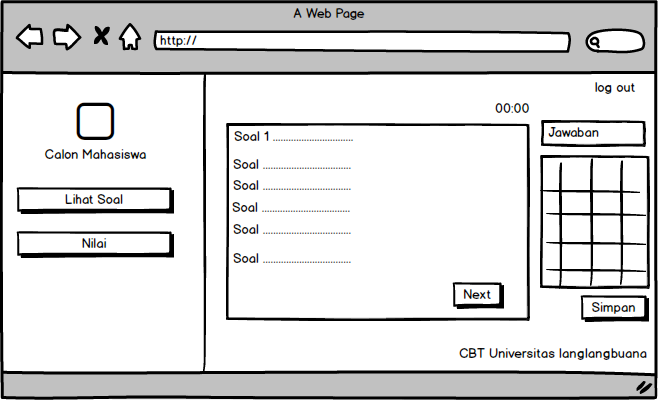 A Web Page
http://
log out
00:00
Calon Mahasiswa
Lihat Soal
Nilai
Soal 1 ................................
Soal ...................................
Soal ...................................
Soal ...................................
Soal ...................................
Soal ...................................
Next
Jawaban
Simpan
CBT Universitas langlangbuana